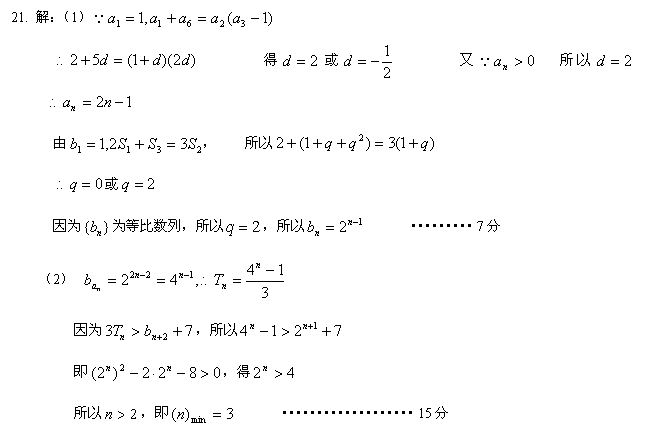 21. 解：（1）∵ a₁ = 1, a₁ + a₆ = a₂(a₃ − 1)
∴ 2 + 5d = (1 + d)(2d) 得 d = 2 或 d = −1/2 又 ∵ aₙ > 0 所以 d = 2
∴ aₙ = 2n − 1
由 b₁ = 1, 2S₁ + S₃ = 3S₂, 所以 2 + (1 + q + q²) = 3(1 + q)
∴ q = 0 或 q = 2
因为 {bₙ} 为等比数列，所以 q = 2，所以 bₙ = 2ⁿ⁻¹ ········· 7分
（2） b_{aₙ} = 2²ⁿ⁻² = 4ⁿ⁻¹, ∴ Tₙ = (4ⁿ − 1)/3
因为 3Tₙ > bₙ₊₂ + 7，所以 4ⁿ − 1 > 2ⁿ⁺¹ + 7
即 (2ⁿ)² − 2·2ⁿ − 8 > 0，得 2ⁿ > 4
所以 n > 2，即 (n)min = 3 ··················· 15分